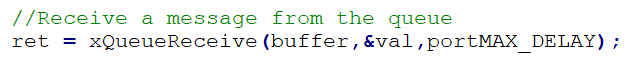 //Receive a message from the queue
ret = xQueueReceive(buffer,&val,portMAX_DELAY);